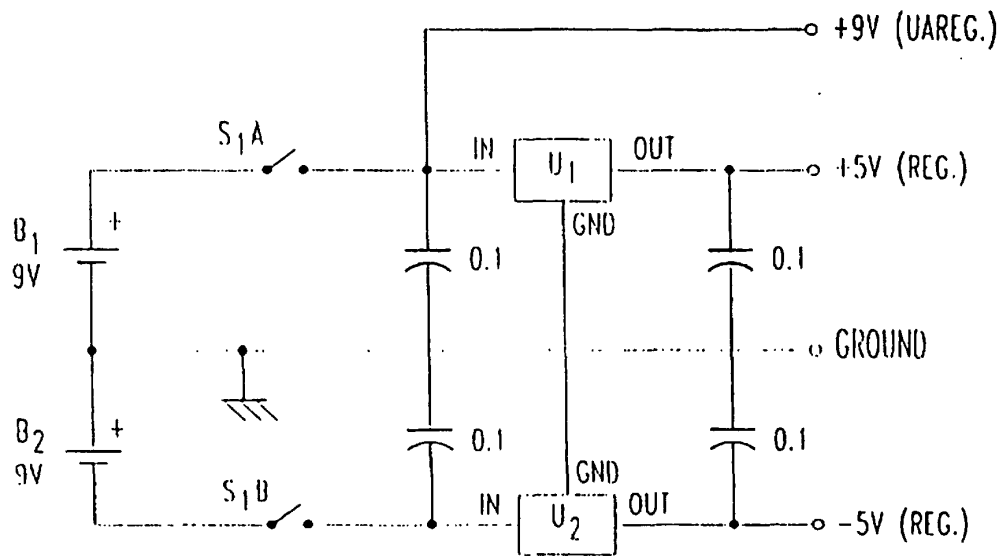 +9V (UAREG.)
S1A
IN
U1
OUT
+5V (REG.)
GND
B1
+
9V
0.1
0.1
GROUND
B2
+
9V
0.1
0.1
GND
S1B
IN
U2
OUT
-5V (REG.)